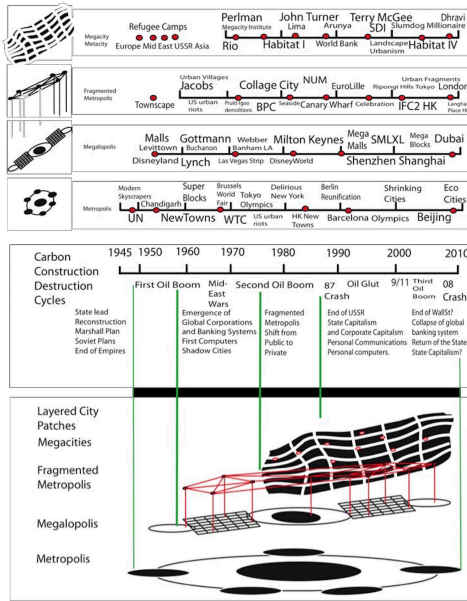 Megacity
Metacity
Refugee Camps
Europe Mid East USSR Asia
Perlman John Turner Terry McGee Dhravi
Megacity Institute Lima Arunya SDI Slumdog Millionaire
Rio Habitat I World Bank Landscape Habitat IV
Urbanism
Fragmented
Metropolis
Urban Villages Urban Fragments
Jacobs Collage City NUM EuroLille Ripongi Hills Tokyo London
Townscape US urban Pruit-Igoo BPC Seaside Canary Wharf Celebration IFC2 HK Langha
riots demolitions Place H
Megalopolis
Malls Gottmann Webber Milton Keynes Mega SMLXL Mega Dubai
Levittown Buchanon Banham LA Malls Blocks
Disneyland Lynch Las Vegas Strip DisneyWorld Shenzhen Shanghai
Metropolis
Modern Super Brussels Delirious Berlin Shrinking Eco
Skyscrapers Blocks World Tokyo New York Reunification Cities Cities
Chandigarh Fair Olympics
UN NewTowns WTC US urban HK New Barcelona Olympics Beijing
riots Towns
Carbon
Construction
Destruction
Cycles
1945 1950 1960 1970 1980 1990 2000 2010
First Oil Boom Mid- Second Oil Boom 87 Oil Glut 9/11 Third 08
East Crash Oil Crash
Wars Boom
State lead
Reconstruction
Marshall Plan
Soviet Plans
End of Empires
Emergence of
Global Corporations
and Banking Systems
First Computers
Shadow Cities
Fragmented
Metropolis
Shift from
Public to
Private
End of USSR
State Capitalism
and Corporate Capitalism
Personal Communications
Personal computers.
End of WallSt?
Collapse of global
banking system
Return of the State
State Capitalism?
Layered City
Patches
Megacities
Fragmented
Metropolis
Megalopolis
Metropolis